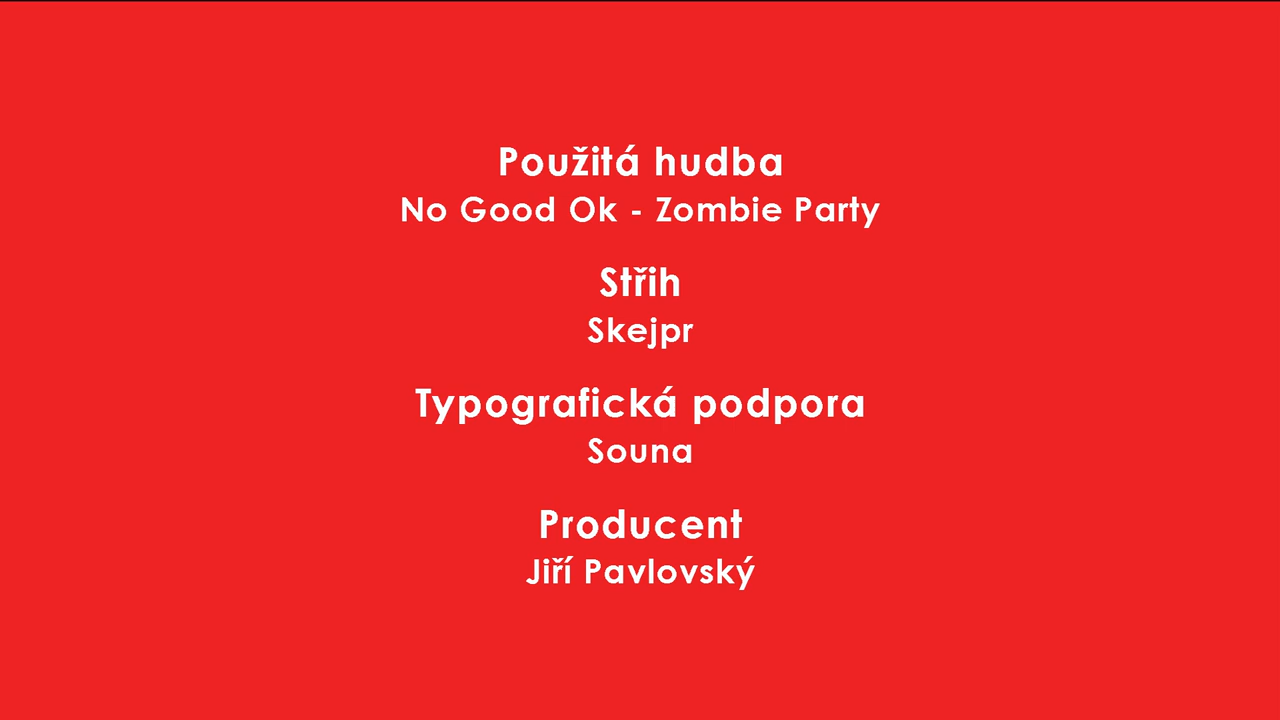 Použitá hudba
No Good Ok - Zombie Party
Střih
Skejpr
Typografická podpora
Souna
Producent
Jiří Pavlovský